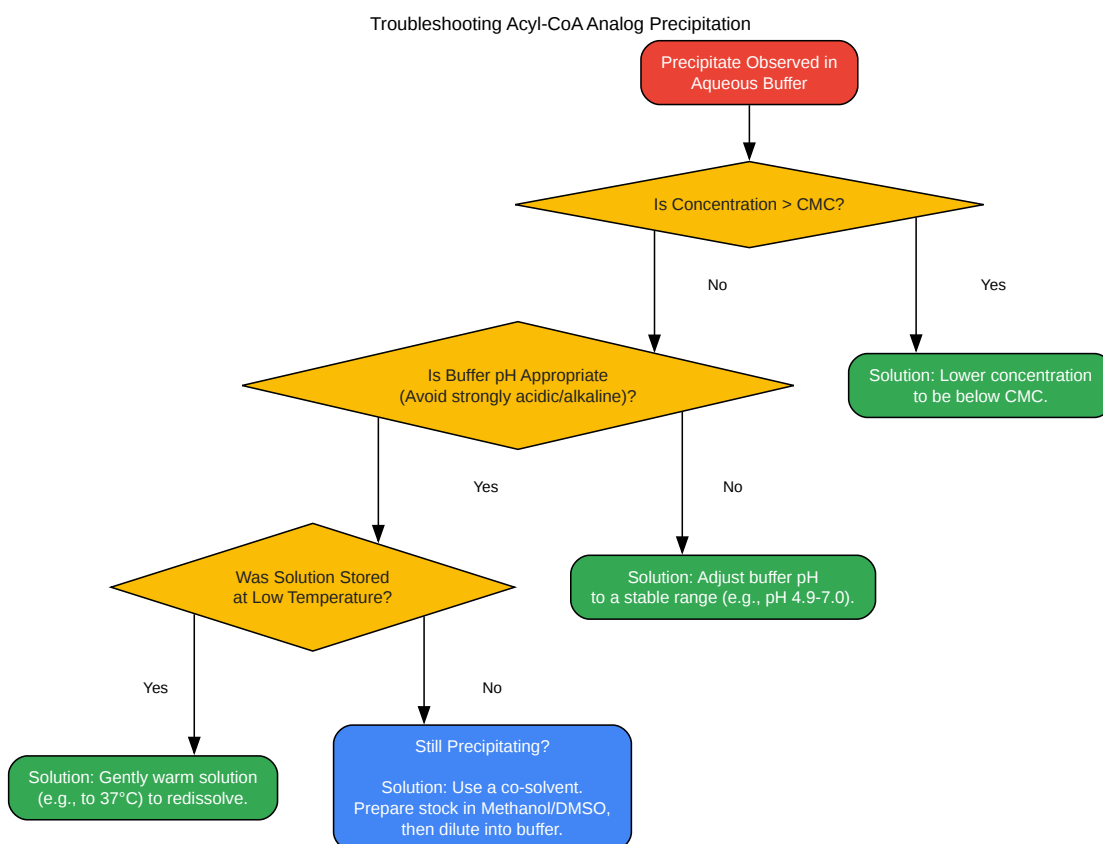 Troubleshooting Acyl-CoA Analog Precipitation
Precipitate Observed in
Aqueous Buffer
Is Concentration > CMC?
No
Yes
Is Buffer pH Appropriate
(Avoid strongly acidic/alkaline)?
Solution: Lower concentration
to be below CMC.
Yes
No
Was Solution Stored
at Low Temperature?
Solution: Adjust buffer pH
to a stable range (e.g., pH 4.9-7.0).
Yes
No
Solution: Gently warm solution
(e.g., to 37°C) to redissolve.
Still Precipitating?
Solution: Use a co-solvent.
Prepare stock in Methanol/DMSO,
then dilute into buffer.